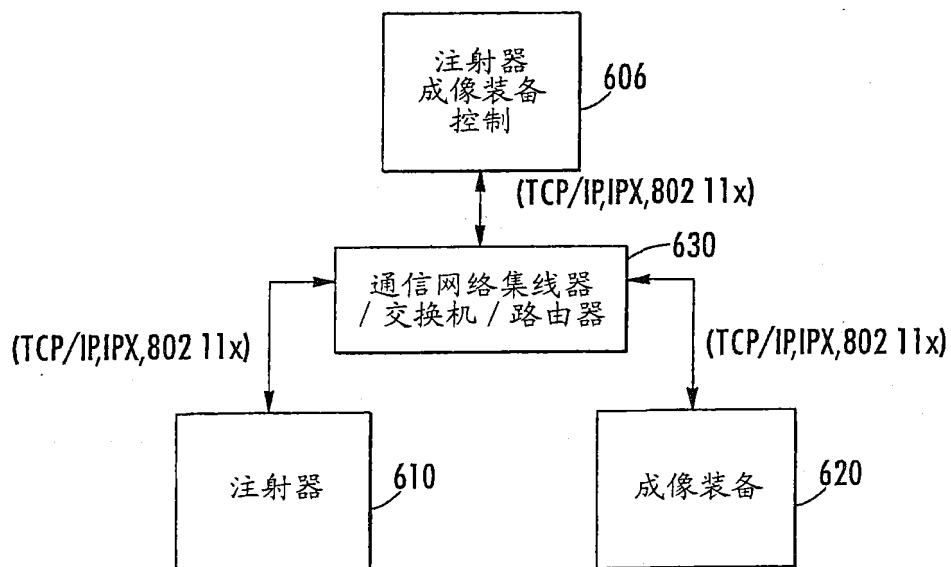 注射器
成像装备
控制
606
(TCP/IP,IPX,802 11x)
630
通信网络集线器
/ 交换机 / 路由器
(TCP/IP,IPX,802 11x)
(TCP/IP,IPX,802 11x)
注射器
610
成像装备
620